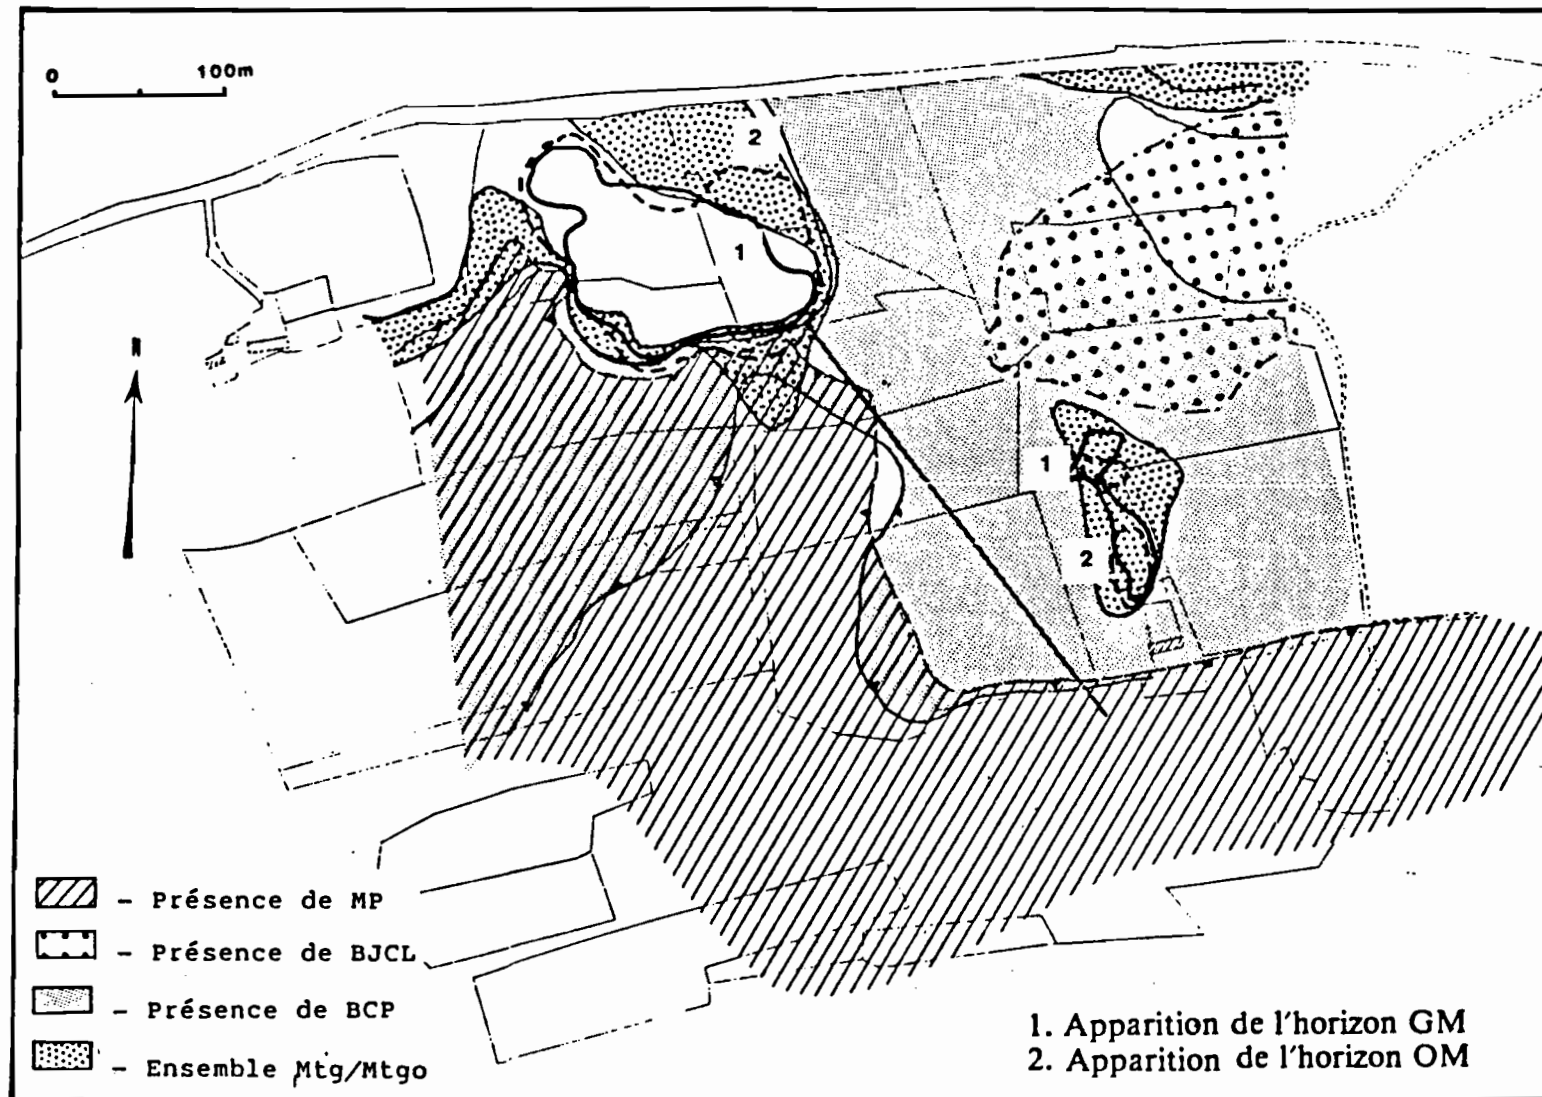 0 100m
2
1
N
1
2
– Présence de MP
– Présence de BJCL
– Présence de BCP
– Ensemble Mtg/Mtgo
1. Apparition de l'horizon GM
2. Apparition de l'horizon OM